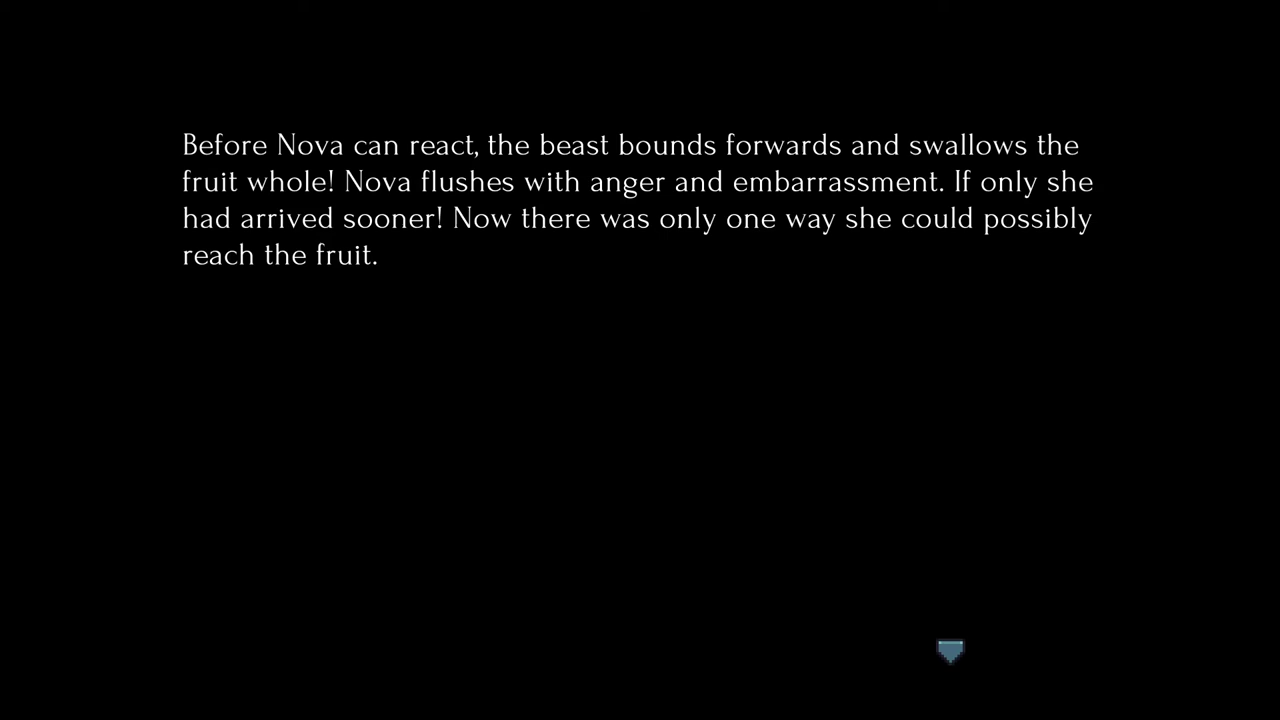 Before Nova can react, the beast bounds forwards and swallows the
fruit whole! Nova flushes with anger and embarrassment. If only she
had arrived sooner! Now there was only one way she could possibly
reach the fruit.